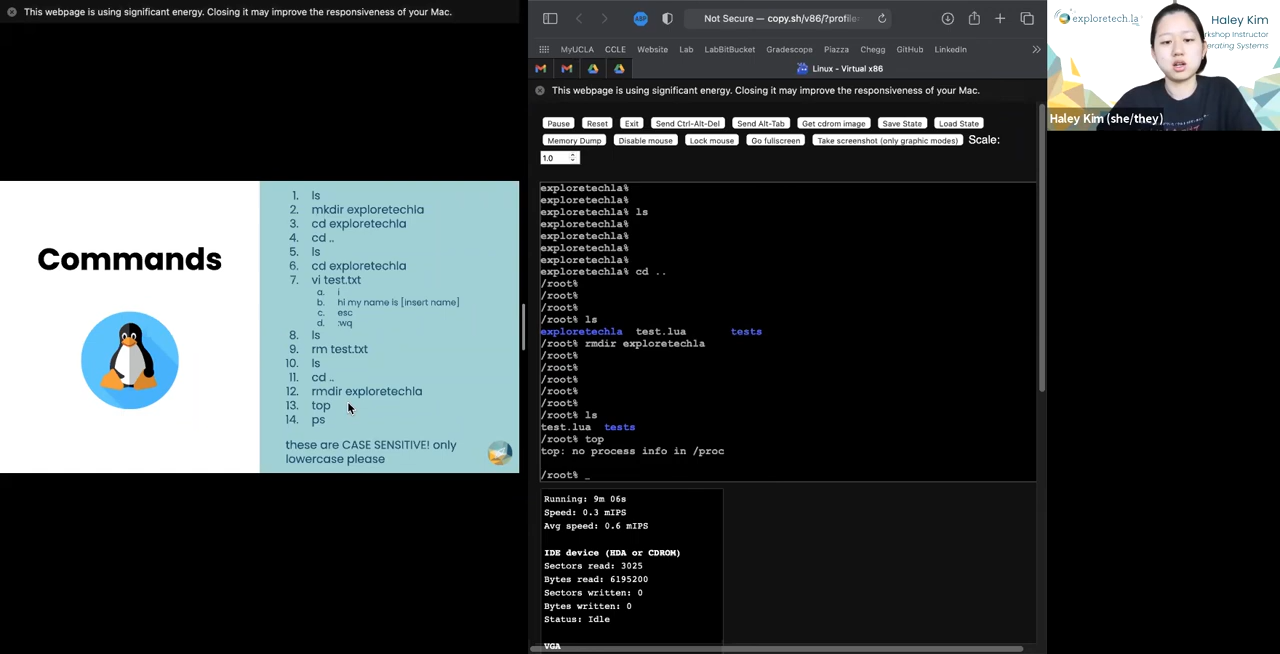 This webpage is using significant energy. Closing it may improve the responsiveness of your Mac.
Commands
1. ls
2. mkdir exploretechla
3. cd exploretechla
4. cd ..
5. ls
6. cd exploretechla
7. vi test.txt
a. i
b. hi my name is [insert name]
c. esc
d. :wq
8. ls
9. rm test.txt
10. ls
11. cd ..
12. rmdir exploretechla
13. top
14. ps
these are CASE SENSITIVE! only
lowercase please
ABP
Not Secure — copy.sh/v86/?profile
MyUCLA CCLE Website Lab LabBitBucket Gradescope Piazza Chegg GitHub LinkedIn
Linux - Virtual x86
This webpage is using significant energy. Closing it may improve the responsiveness of your Mac.
Pause Reset Exit Send Ctrl-Alt-Del Send Alt-Tab Get cdrom image Save State Load State
Memory Dump Disable mouse Lock mouse Go fullscreen Take screenshot (only graphic modes) Scale:
1.0
exploretechla%
exploretechla%
exploretechla% ls
exploretechla%
exploretechla%
exploretechla%
exploretechla%
exploretechla% cd ..
/root%
/root%
/root%
/root% ls
exploretechla test.lua tests
/root% rmdir exploretechla
/root%
/root%
/root%
/root%
/root%
/root% ls
test.lua tests
/root% top
top: no process info in /proc
/root% _
Running: 9m 06s
Speed: 0.3 mIPS
Avg speed: 0.6 mIPS
IDE device (HDA or CDROM)
Sectors read: 3025
Bytes read: 6195200
Sectors written: 0
Bytes written: 0
Status: Idle
VGA
exploretech.la
Haley Kim
rkshop Instructor
erating Systems
Haley Kim (she/they)